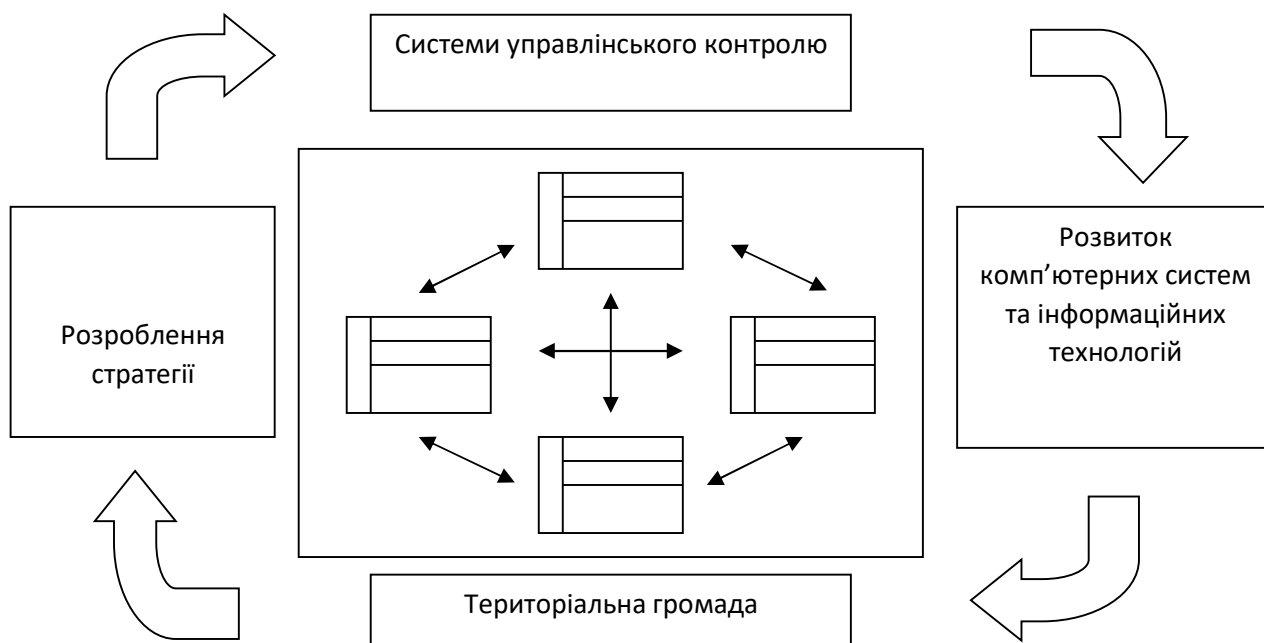 Системи управлінського контролю
Розроблення
стратегії
Розвиток
комп’ютерних систем
та інформаційних
технологій
Територіальна громада